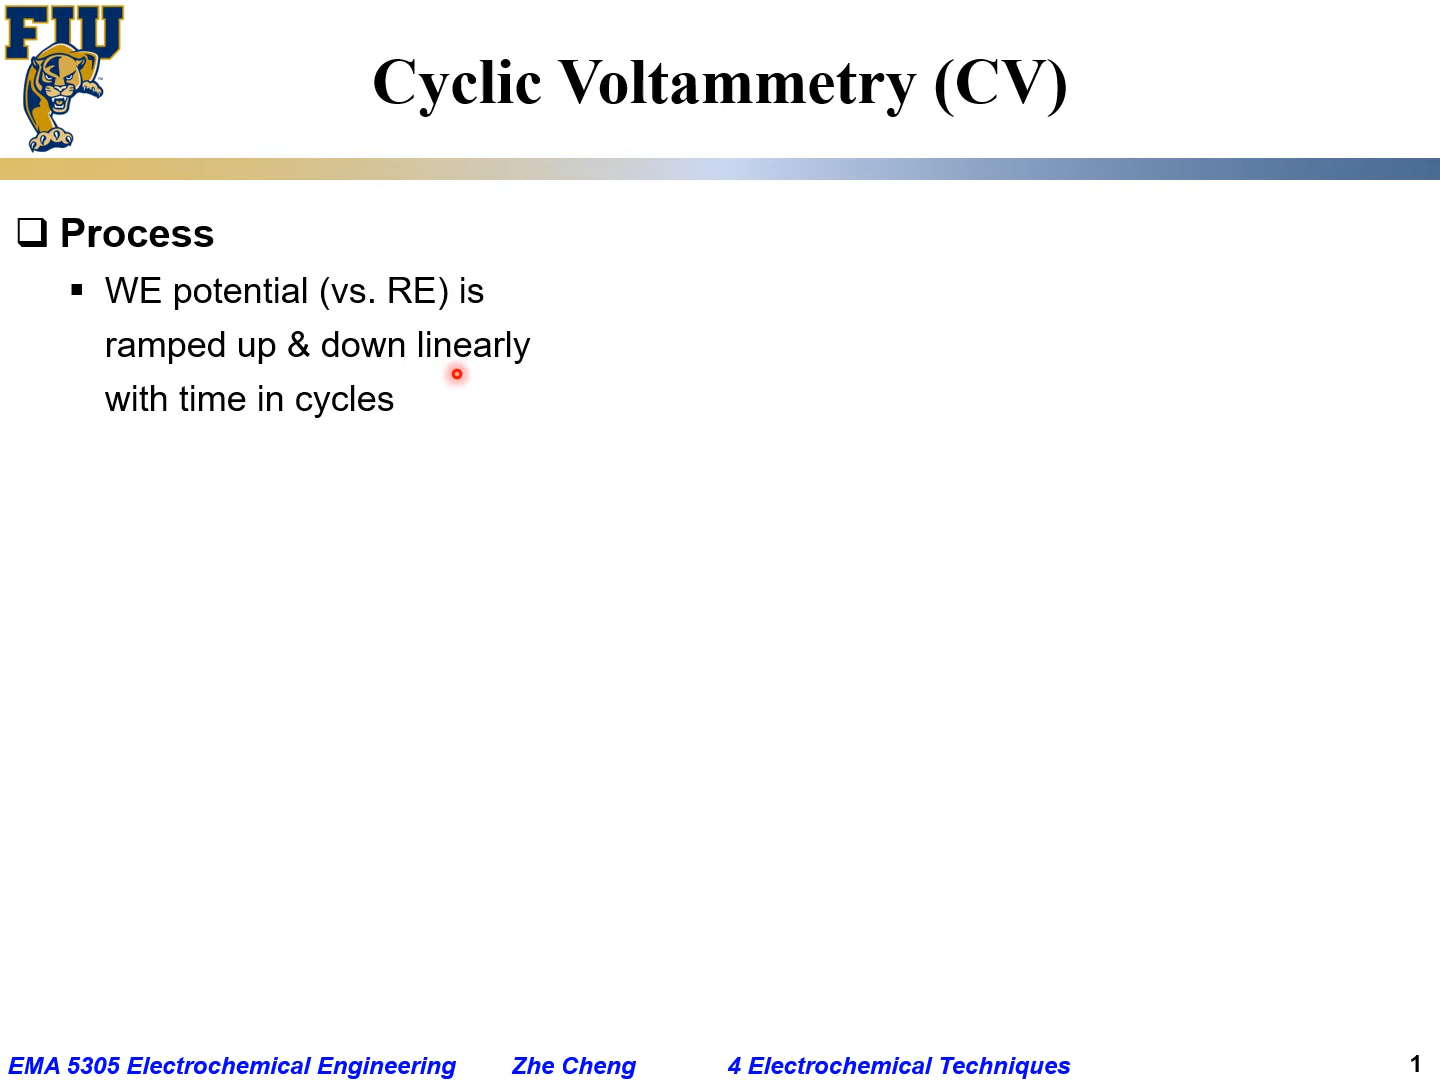 FIU
Cyclic Voltammetry (CV)
Process
WE potential (vs. RE) is
ramped up & down linearly
with time in cycles
EMA 5305 Electrochemical Engineering Zhe Cheng 4 Electrochemical Techniques 1